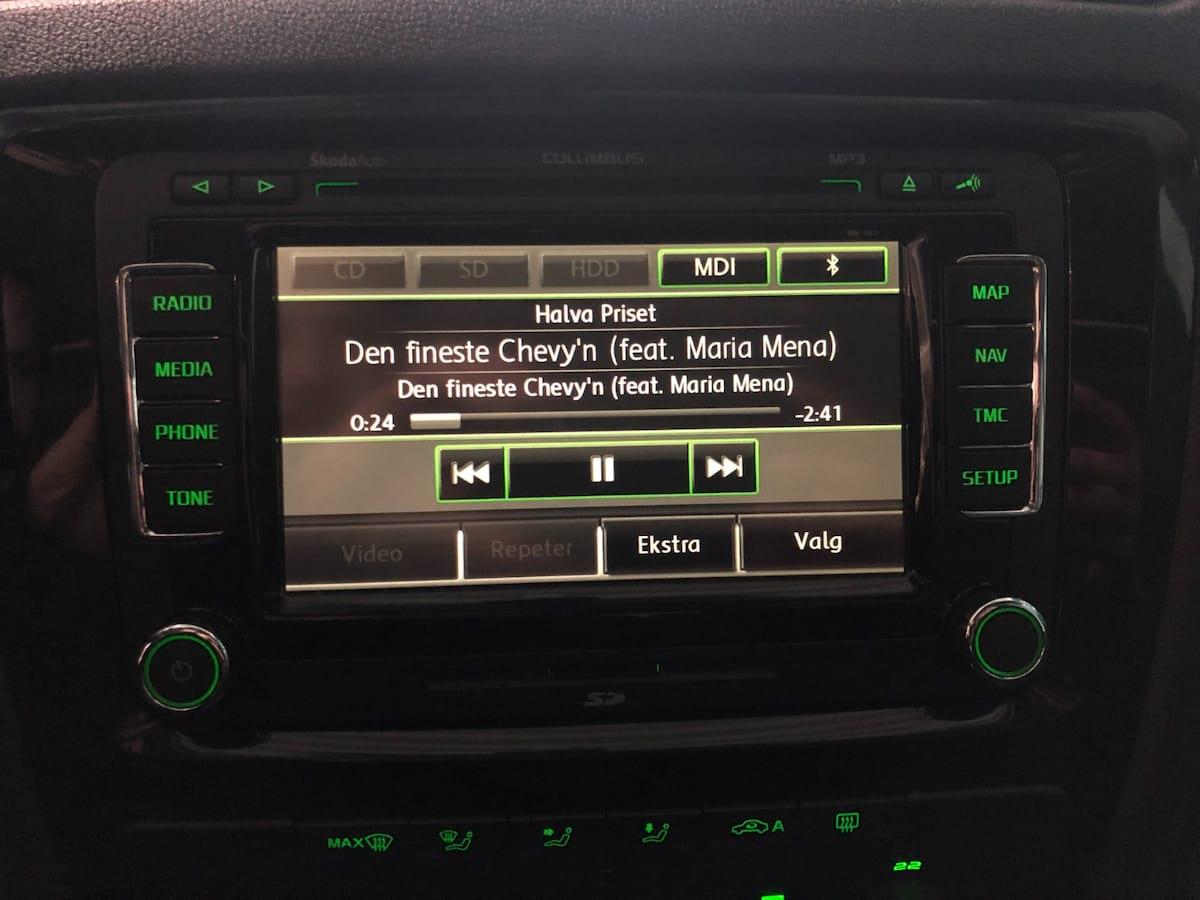 ŠkodaAuto COLUMBUS MP3
RADIO
MEDIA
PHONE
TONE
CD SD HDD MDI
Halva Priset
Den fineste Chevy'n (feat. Maria Mena)
Den fineste Chevy'n (feat. Maria Mena)
0:24 -2:41
Video Repeter Ekstra Valg
MAP
NAV
TMC
SETUP
SD
MAX A
22